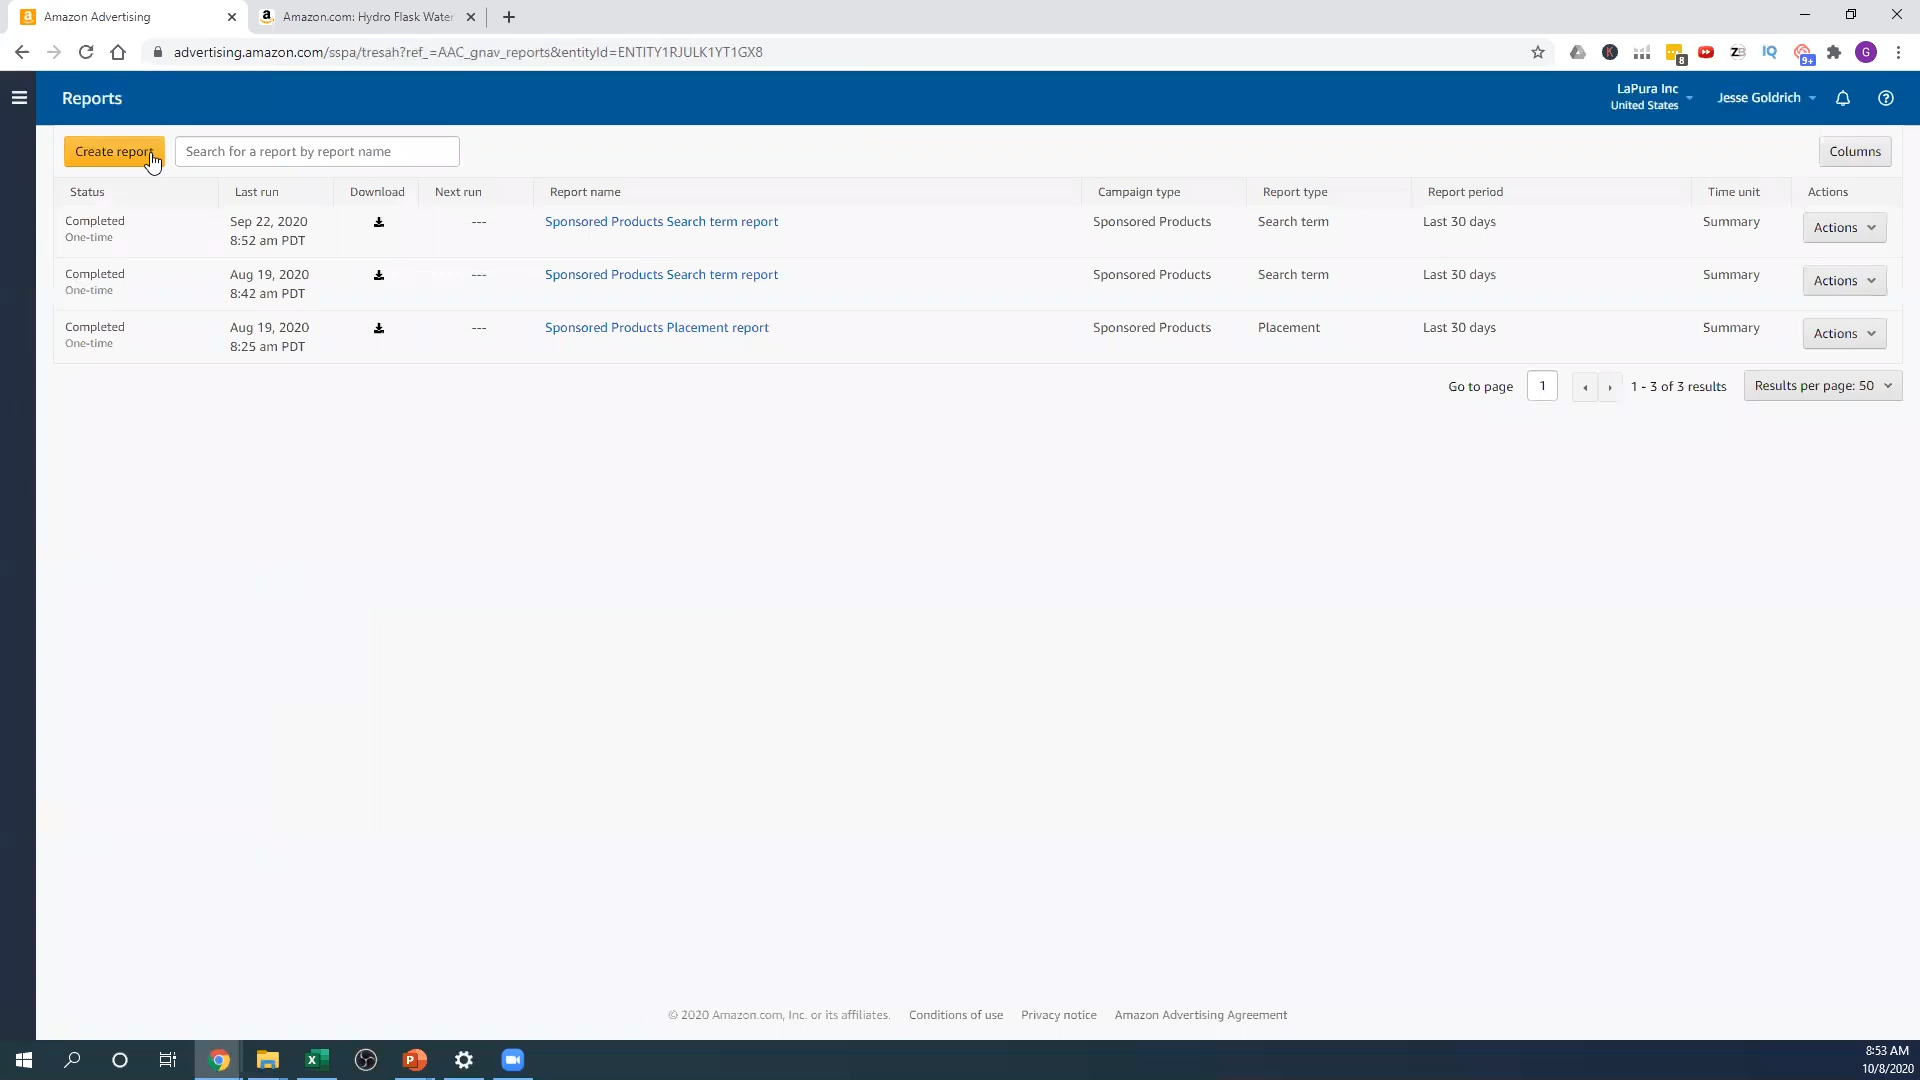 Amazon Advertising
Amazon.com: Hydro Flask Water
advertising.amazon.com/sspa/tresah?ref_=AAC_gnav_reports&entityId=ENTITY1RJULK1YT1GX8
8
ZB
IQ
9+
G
Reports
LaPura Inc
United States
Jesse Goldrich
Create report
Search for a report by report name
Columns
Status Last run Download Next run Report name Campaign type Report type Report period Time unit Actions
Completed
One-time
Sep 22, 2020
8:52 am PDT
---
Sponsored Products Search term report
Sponsored Products
Search term
Last 30 days
Summary
Actions
Completed
One-time
Aug 19, 2020
8:42 am PDT
---
Sponsored Products Search term report
Sponsored Products
Search term
Last 30 days
Summary
Actions
Completed
One-time
Aug 19, 2020
8:25 am PDT
---
Sponsored Products Placement report
Sponsored Products
Placement
Last 30 days
Summary
Actions
Go to page 1 1 - 3 of 3 results Results per page: 50
© 2020 Amazon.com, Inc. or its affiliates. Conditions of use Privacy notice Amazon Advertising Agreement
8:53 AM
10/8/2020